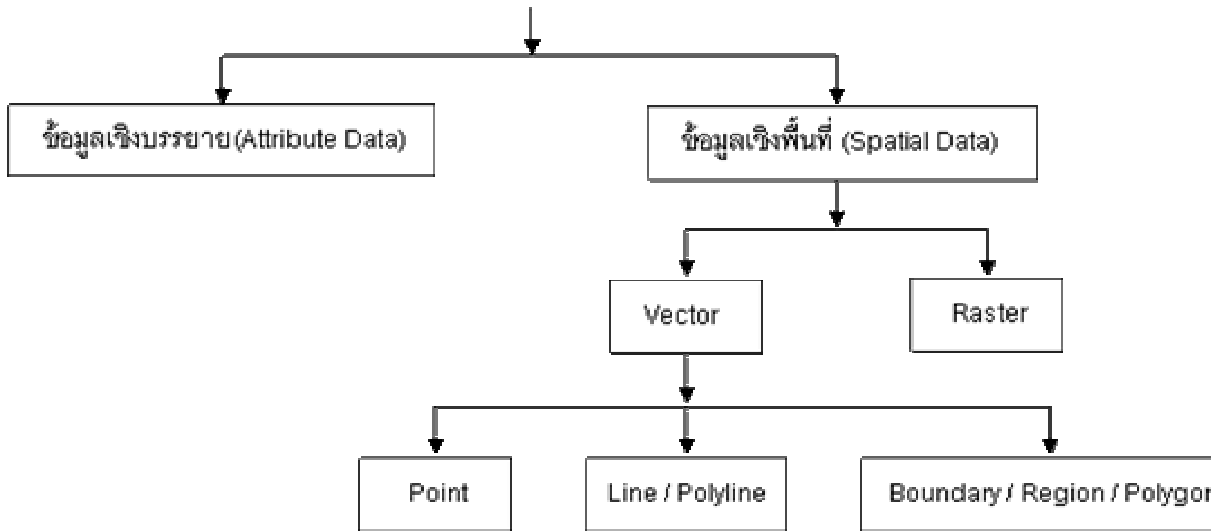 ข้อมูลเชิงบรรยาย(Attribute Data)
ข้อมูลเชิงพื้นที่ (Spatial Data)
Vector
Raster
Point
Line / Polyline
Boundary / Region / Polygon